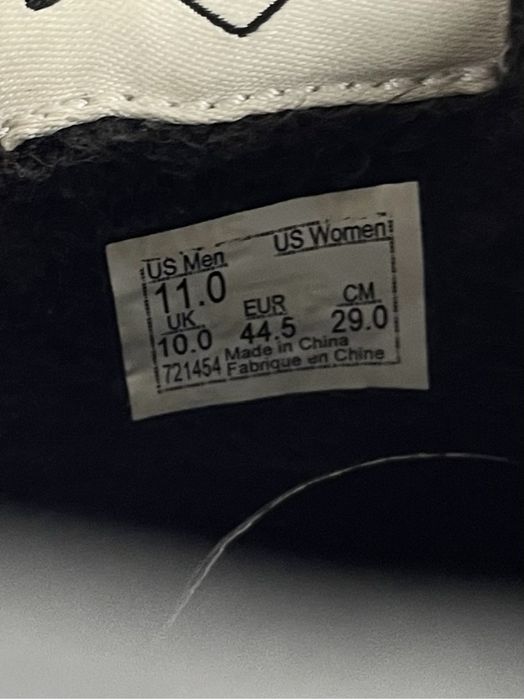 US Men US Women
11.0
UK EUR CM
10.0 44.5 29.0
Made in China
721454 Fabrique en Chine